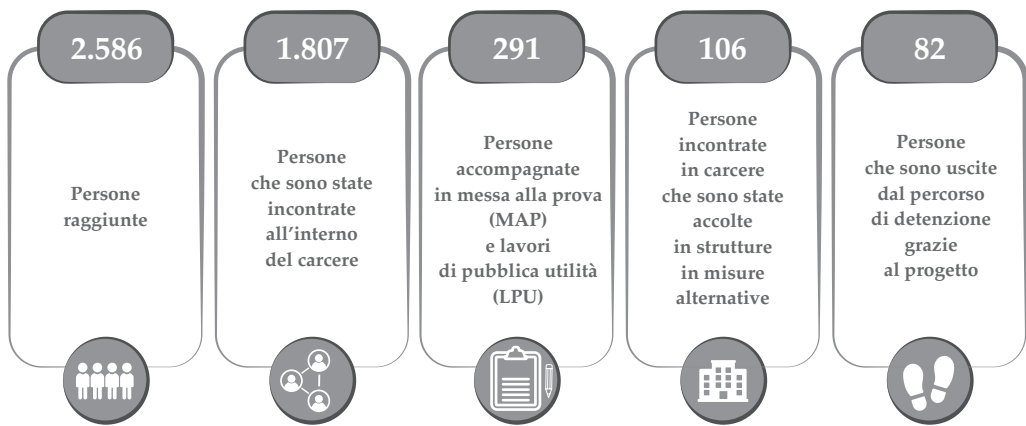 2.586
Persone
raggiunte
1.807
Persone
che sono state
incontrate
all'interno
del carcere
291
Persone
accompagnate
in messa alla prova
(MAP)
e lavori
di pubblica utilità
(LPU)
106
Persone
incontrate
in carcere
che sono state
accolte
in strutture
in misure
alternative
82
Persone
che sono uscite
dal percorso
di detenzione
grazie
al progetto